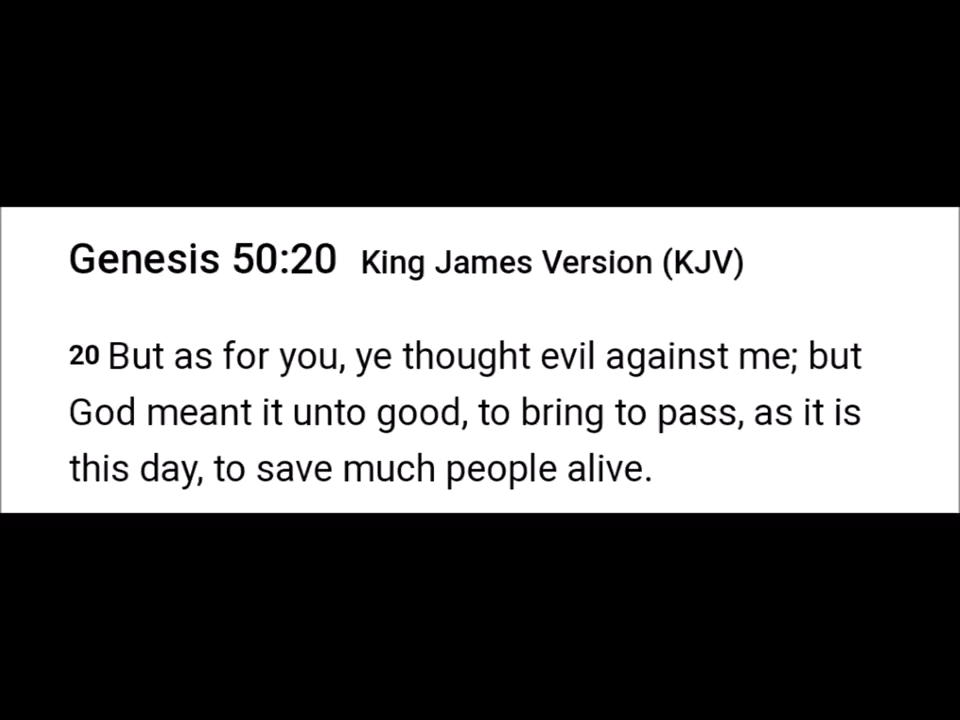 Genesis 50:20 King James Version (KJV)
20 But as for you, ye thought evil against me; but
God meant it unto good, to bring to pass, as it is
this day, to save much people alive.